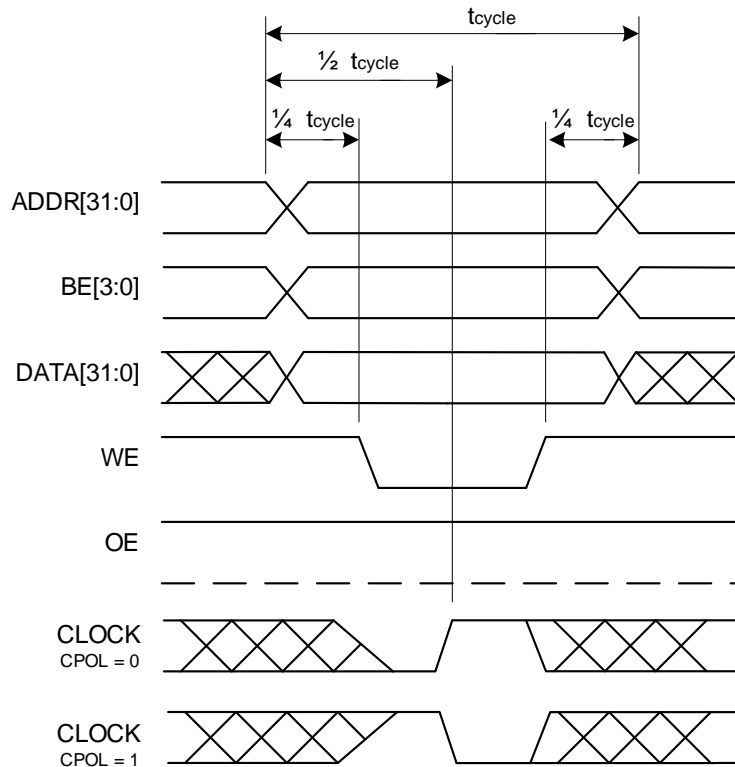 tcycle
½ tcycle
¼ tcycle ¼ tcycle
ADDR[31:0]
BE[3:0]
DATA[31:0]
WE
OE
CLOCK
CPOL = 0
CLOCK
CPOL = 1